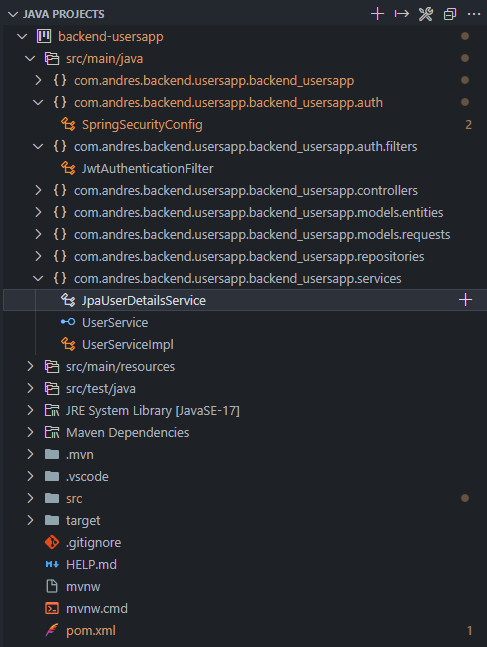 JAVA PROJECTS
backend-usersapp
src/main/java
{} com.andres.backend.usersapp.backend_usersapp
{} com.andres.backend.usersapp.backend_usersapp.auth
SpringSecurityConfig 2
{} com.andres.backend.usersapp.backend_usersapp.auth.filters
JwtAuthenticationFilter
{} com.andres.backend.usersapp.backend_usersapp.controllers
{} com.andres.backend.usersapp.backend_usersapp.models.entities
{} com.andres.backend.usersapp.backend_usersapp.models.requests
{} com.andres.backend.usersapp.backend_usersapp.repositories
{} com.andres.backend.usersapp.backend_usersapp.services
JpaUserDetailsService
UserService
UserServiceImpl
src/main/resources
src/test/java
JRE System Library [JavaSE-17]
Maven Dependencies
.mvn
.vscode
src
target
.gitignore
HELP.md
mvnw
mvnw.cmd
pom.xml 1